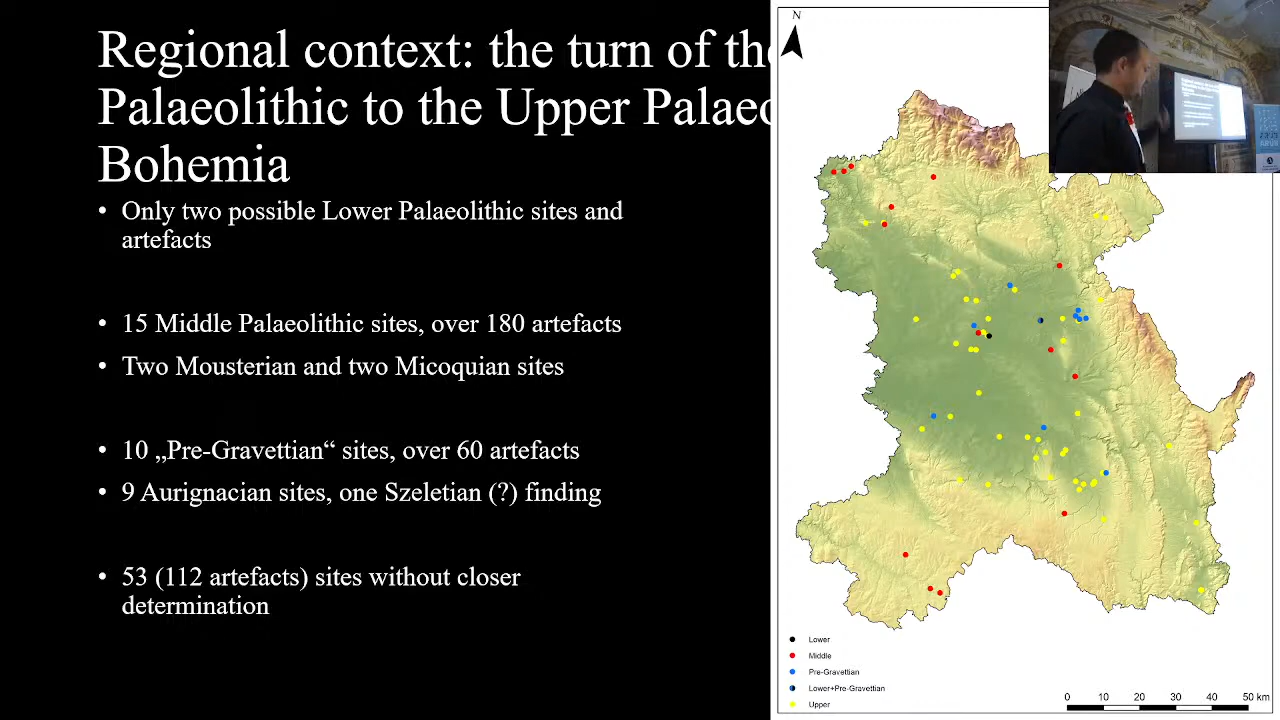 Regional context: the turn of the
Palaeolithic to the Upper Palaeo
Bohemia
• Only two possible Lower Palaeolithic sites and
artefacts
• 15 Middle Palaeolithic sites, over 180 artefacts
• Two Mousterian and two Micoquian sites
• 10 „Pre-Gravettian“ sites, over 60 artefacts
• 9 Aurignacian sites, one Szeletian (?) finding
• 53 (112 artefacts) sites without closer
determination
N
Lower
Middle
Pre-Gravettian
Lower+Pre-Gravettian
Upper
0 10 20 30 40 50 km